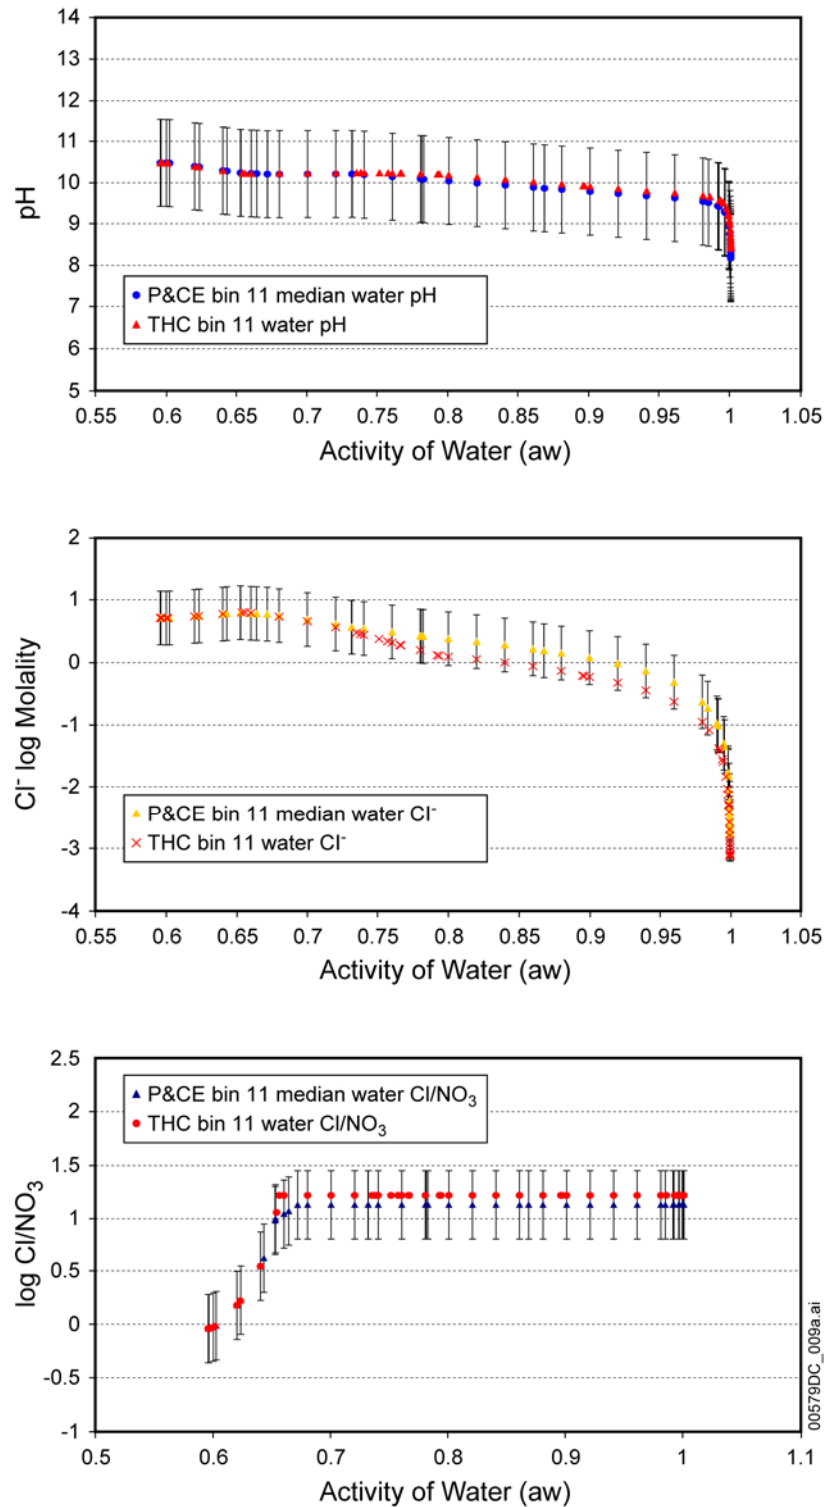 14
13
12
11
10
9
8
7
6
5
pH
P&CE bin 11 median water pH
THC bin 11 water pH
0.55 0.6 0.65 0.7 0.75 0.8 0.85 0.9 0.95 1 1.05
Activity of Water (aw)
2
1
0
-1
-2
-3
-4
Cl⁻ log Molality
P&CE bin 11 median water Cl⁻
THC bin 11 water Cl⁻
0.55 0.6 0.65 0.7 0.75 0.8 0.85 0.9 0.95 1 1.05
Activity of Water (aw)
2.5
2
1.5
1
0.5
0
-0.5
-1
log Cl/NO₃
P&CE bin 11 median water Cl/NO₃
THC bin 11 water Cl/NO₃
0.5 0.6 0.7 0.8 0.9 1 1.1
Activity of Water (aw)
00579DC_009a.ai